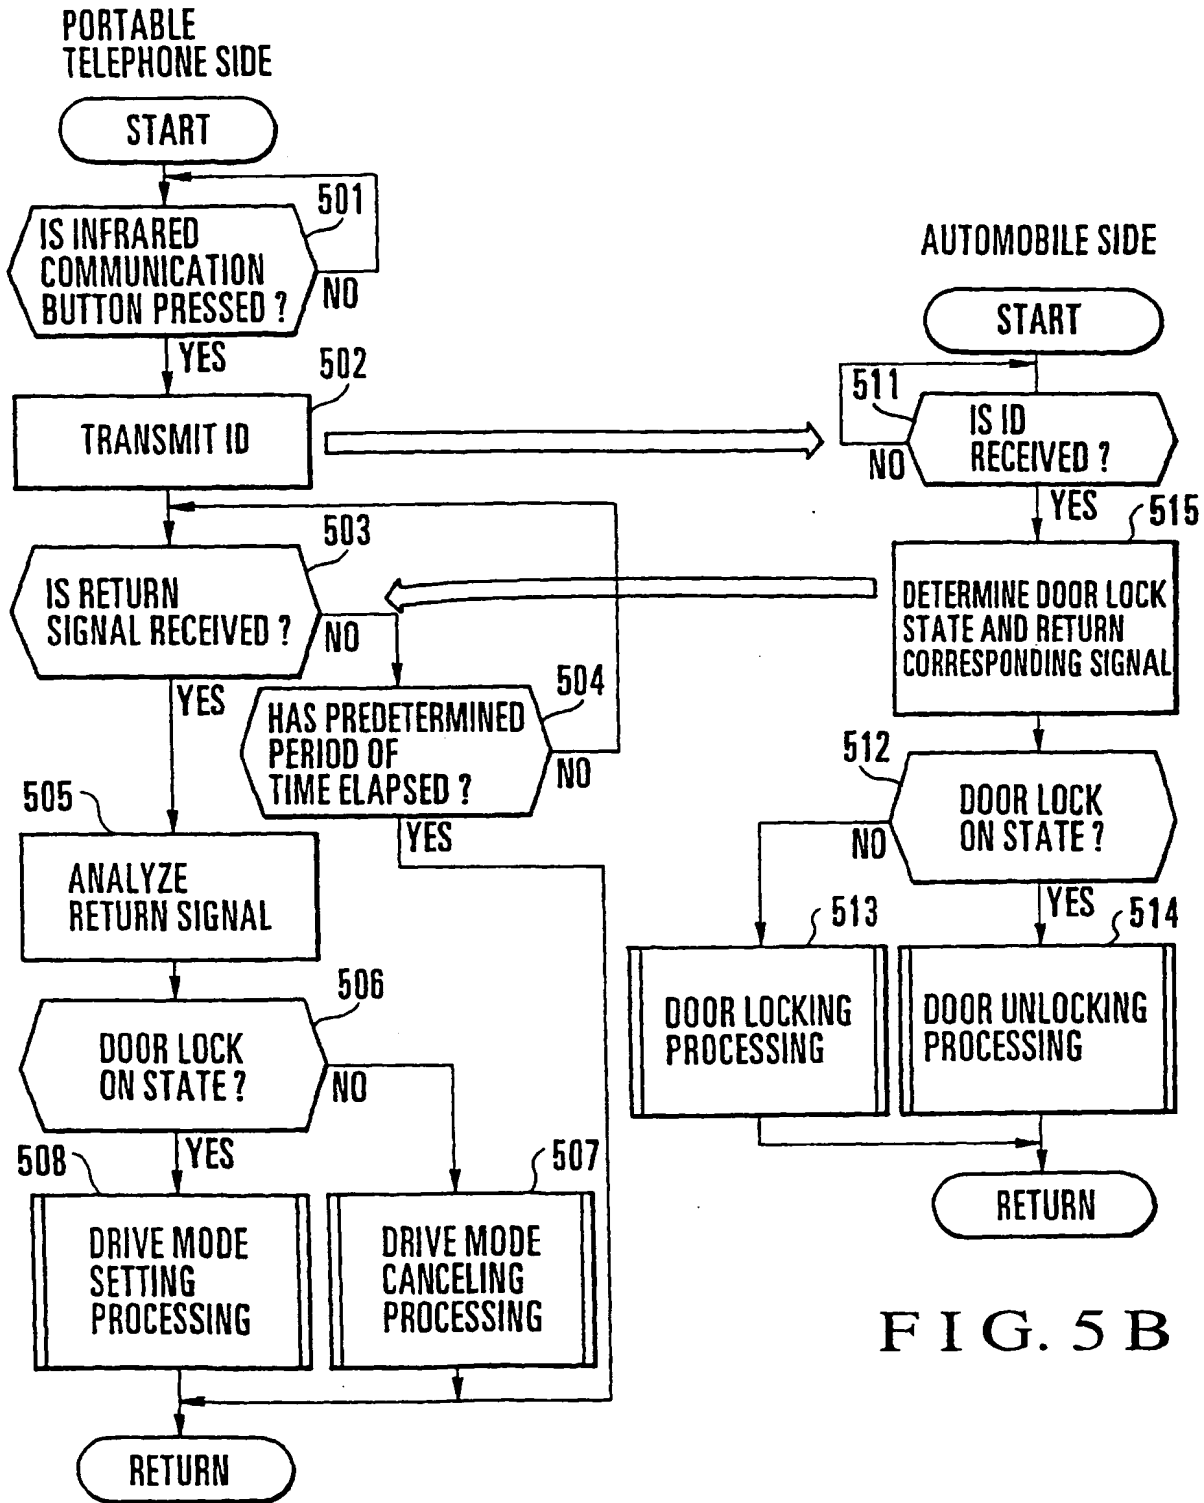 PORTABLE
TELEPHONE SIDE
START
501
IS INFRARED
COMMUNICATION
BUTTON PRESSED ?
NO
YES
502
TRANSMIT ID
503
IS RETURN
SIGNAL RECEIVED ?
NO
YES
504
HAS PREDETERMINED
PERIOD OF
TIME ELAPSED ?
NO
YES
505
ANALYZE
RETURN SIGNAL
506
DOOR LOCK
ON STATE ?
NO
YES
508
DRIVE MODE
SETTING
PROCESSING
507
DRIVE MODE
CANCELING
PROCESSING
RETURN
AUTOMOBILE SIDE
START
511
IS ID
RECEIVED ?
NO
YES
515
DETERMINE DOOR LOCK
STATE AND RETURN
CORRESPONDING SIGNAL
512
DOOR LOCK
ON STATE ?
NO
YES
513
DOOR LOCKING
PROCESSING
514
DOOR UNLOCKING
PROCESSING
RETURN
FIG. 5B